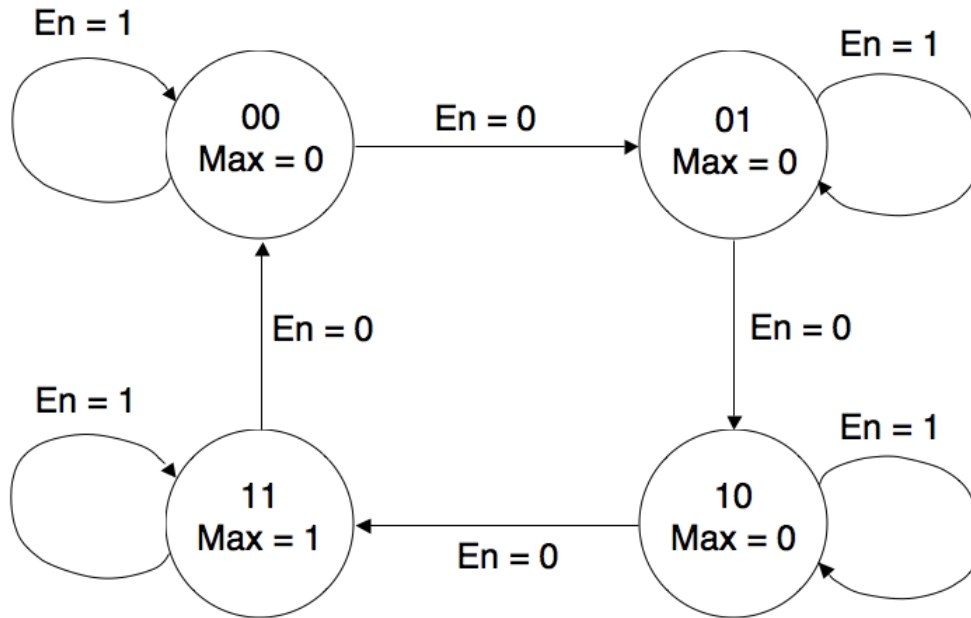 En = 1
En = 1
00
Max = 0
En = 0
01
Max = 0
En = 0
En = 0
En = 1
En = 1
11
Max = 1
En = 0
10
Max = 0